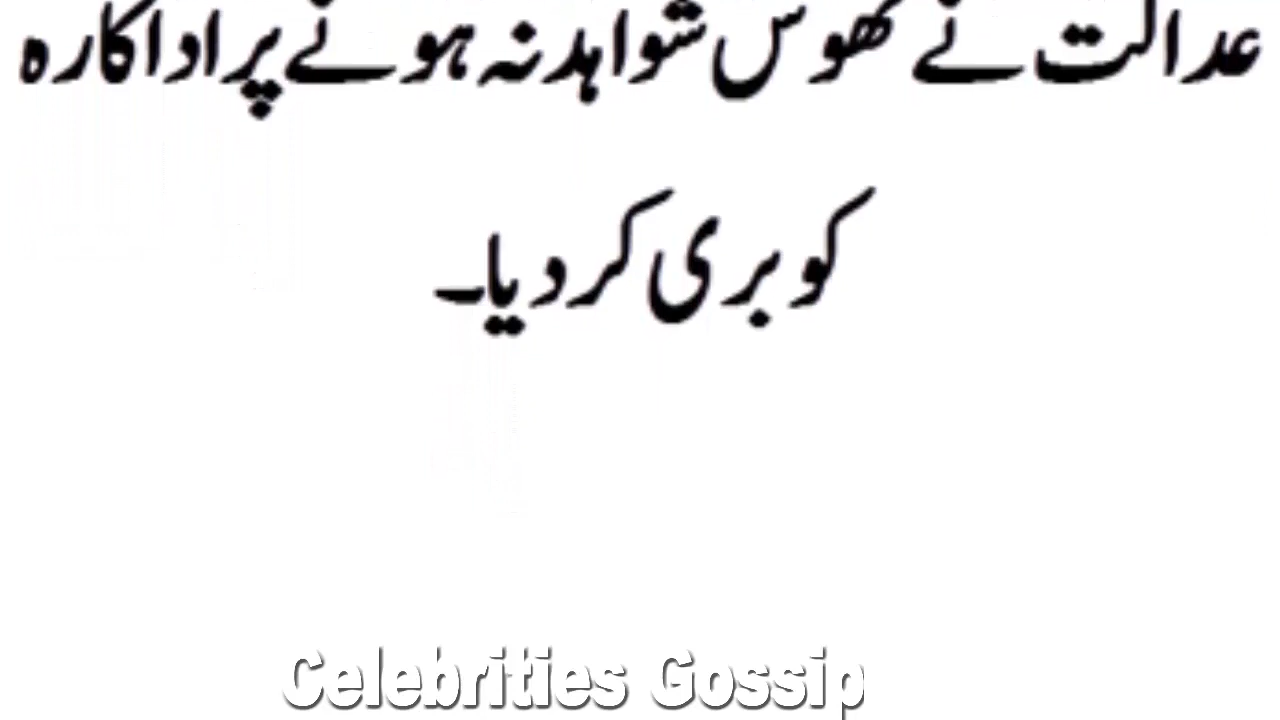 عدالت نے ٹھوس شواہد نہ ہونے پر اداکارہ
کو بری کر دیا۔
Celebrities Gossip